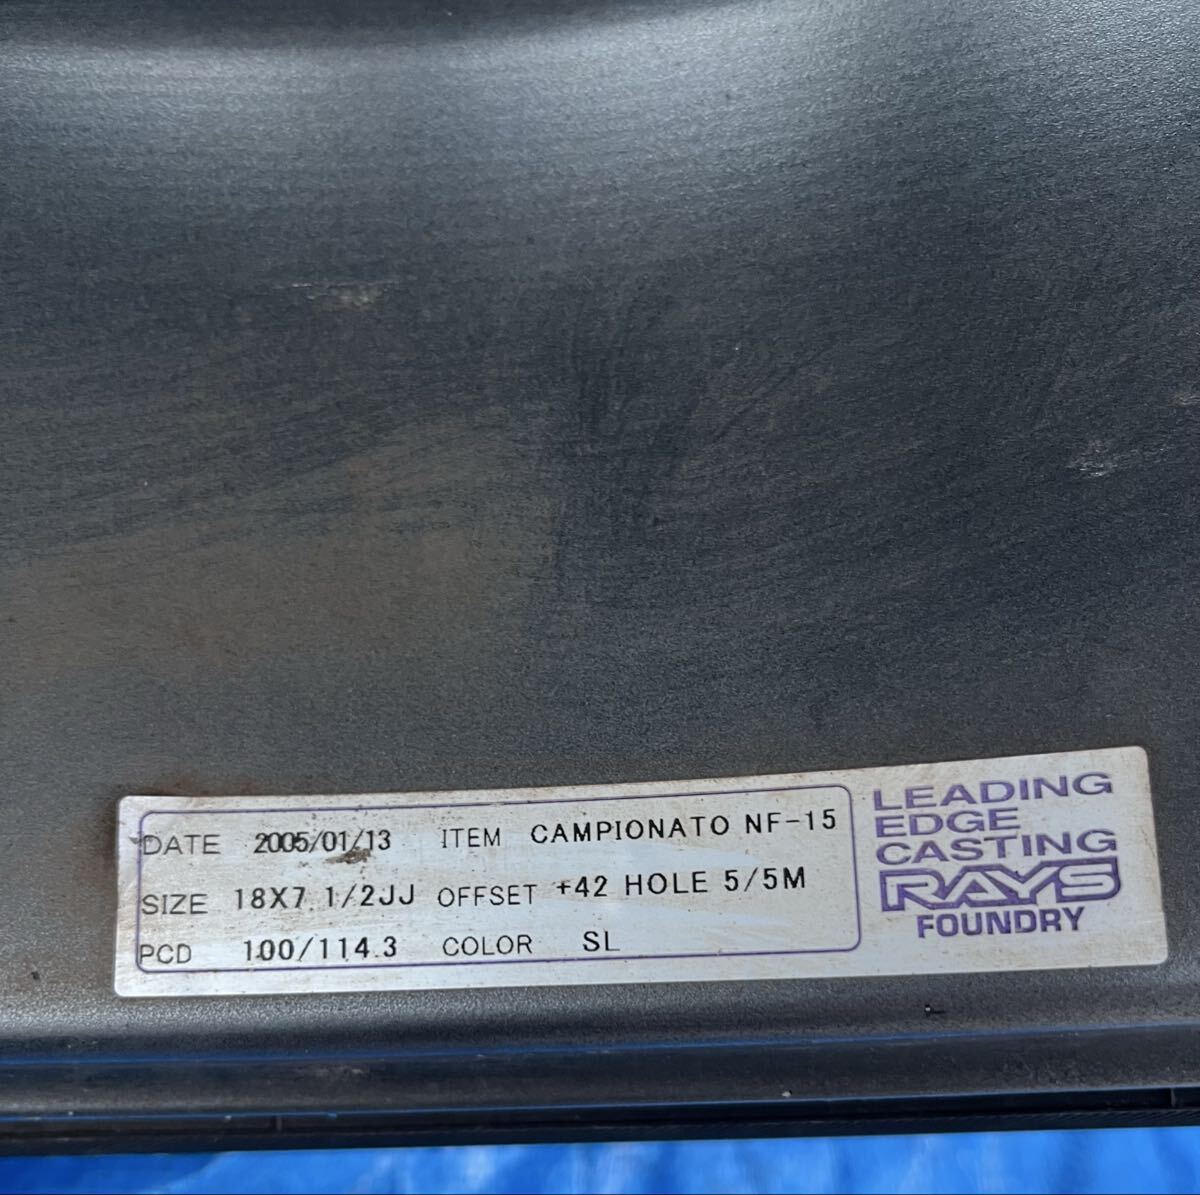 DATE 2005/01/13 ITEM CAMPIONATO NF-15
SIZE 18X7 1/2JJ OFFSET +42 HOLE 5/5M
PCD 100/114.3 COLOR SL
LEADING
EDGE
CASTING
RAYS
FOUNDRY